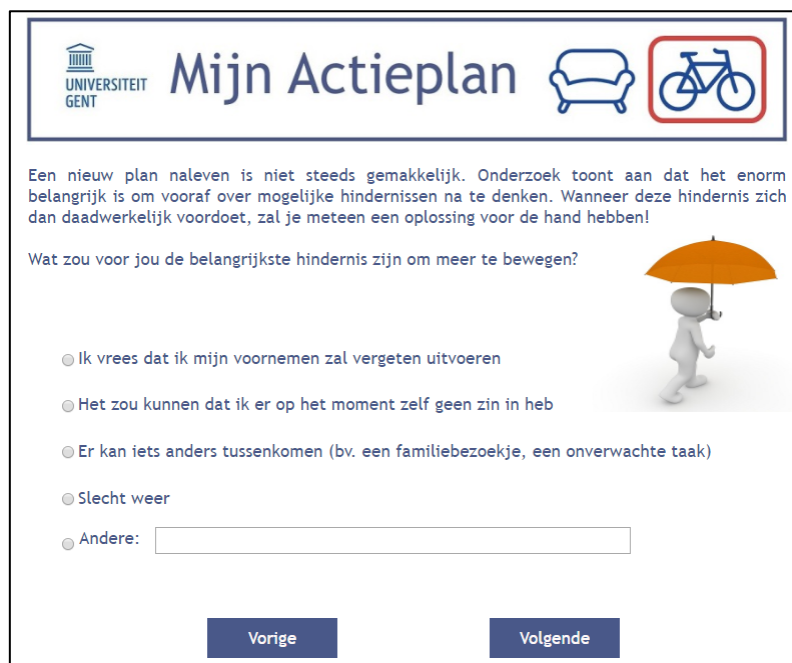 UNIVERSITEIT
GENT
Mijn Actieplan
Een nieuw plan naleven is niet steeds gemakkelijk. Onderzoek toont aan dat het enorm
belangrijk is om vooraf over mogelijke hindernissen na te denken. Wanneer deze hindernis zich
dan daadwerkelijk voordoet, zal je meteen een oplossing voor de hand hebben!
Wat zou voor jou de belangrijkste hindernis zijn om meer te bewegen?
Ik vrees dat ik mijn voornemen zal vergeten uitvoeren
Het zou kunnen dat ik er op het moment zelf geen zin in heb
Er kan iets anders tussenkomen (bv. een familiebezoekje, een onverwachte taak)
Slecht weer
Andere:
Vorige
Volgende